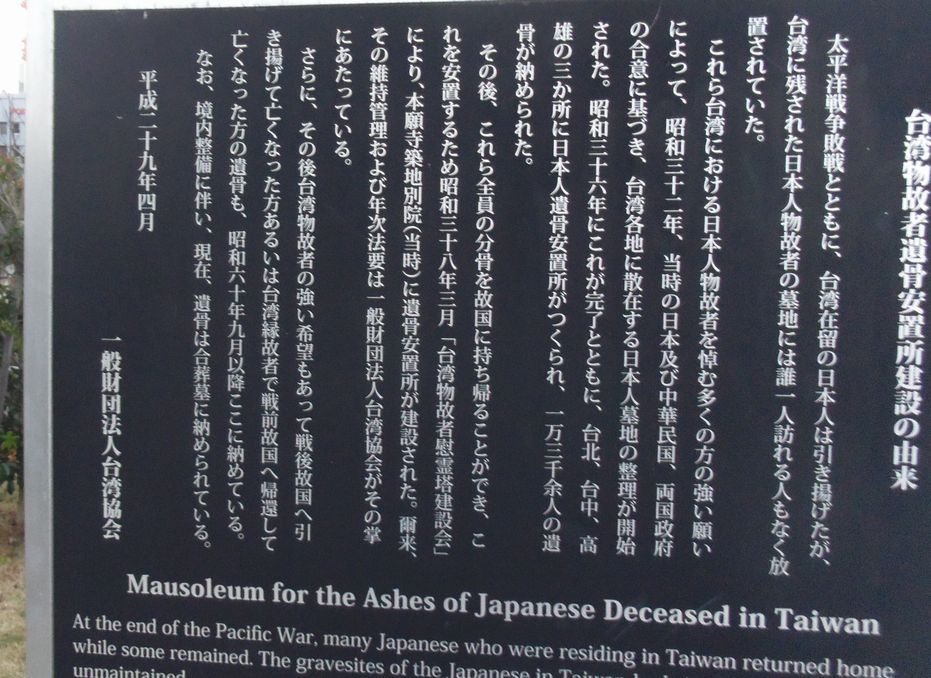 台湾物故者遺骨安置所建設の由来
太平洋戦争敗戦とともに、台湾在留の日本人は引き揚げたが、
台湾に残された日本人物故者の墓地には誰一人訪れる人もなく放
置されていた。
これら台湾における日本人物故者を悼む多くの方の強い願い
によって、昭和三十二年、当時の日本及び中華民国、両国政府
の合意に基づき、台湾各地に散在する日本人墓地の整理が開始
された。昭和三十六年にこれが完了とともに、台北、台中、高
雄の三か所に日本人遺骨安置所がつくられ、一万三千余人の遺
骨が納められた。
その後、これら全員の分骨を故国に持ち帰ることができ、こ
れを安置するため昭和三十八年三月「台湾物故者慰霊塔建設会」
により、本願寺築地別院(当時)に遺骨安置所が建設された。爾来、
その維持管理および年次法要は一般財団法人台湾協会がその掌
にあたっている。
さらに、その後台湾物故者の強い希望もあって戦後故国へ引
き揚げて亡くなった方あるいは台湾縁故者で戦前故国へ帰還して
亡くなった方の遺骨も、昭和六十年九月以降ここに納めている。
なお、境内整備に伴い、現在、遺骨は合葬墓に納められている。
平成二十九年四月
一般財団法人台湾協会
Mausoleum for the Ashes of Japanese Deceased in Taiwan
At the end of the Pacific War, many Japanese who were residing in Taiwan returned home
while some remained. The gravesites of the Japanese in Taiwan
unmaintained